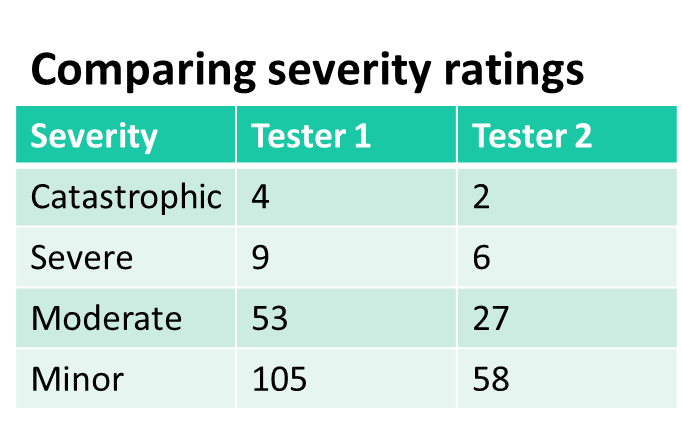 Comparing severity ratings
Severity Tester 1 Tester 2
Catastrophic 4 2
Severe 9 6
Moderate 53 27
Minor 105 58